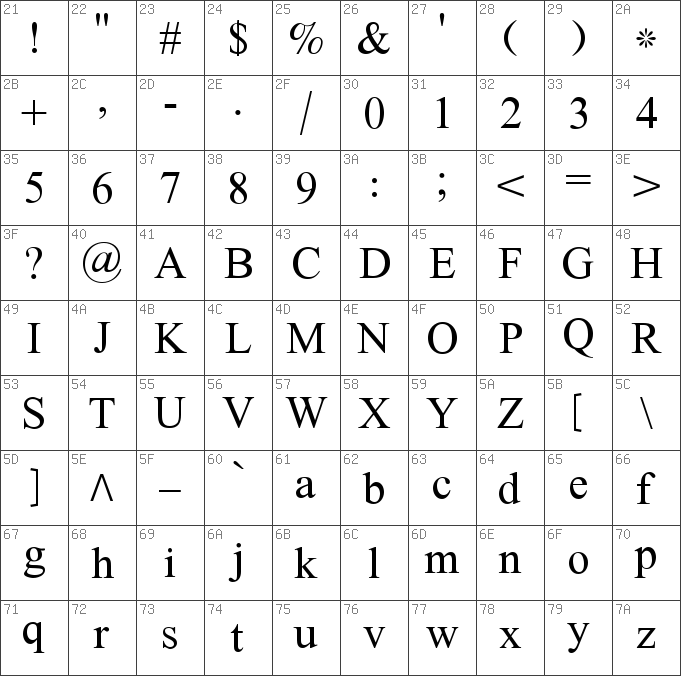 21 22 23 24 25 26 27 28 29 2A
! " # $ % & ' ( ) *
2B 2C 2D 2E 2F 30 31 32 33 34
+ , - . / 0 1 2 3 4
35 36 37 38 39 3A 3B 3C 3D 3E
5 6 7 8 9 : ; < = >
3F 40 41 42 43 44 45 46 47 48
? @ A B C D E F G H
49 4A 4B 4C 4D 4E 4F 50 51 52
I J K L M N O P Q R
53 54 55 56 57 58 59 5A 5B 5C
S T U V W X Y Z [ \
5D 5E 5F 60 61 62 63 64 65 66
] ^ _ ` a b c d e f
67 68 69 6A 6B 6C 6D 6E 6F 70
g h i j k l m n o p
71 72 73 74 75 76 77 78 79 7A
q r s t u v w x y z